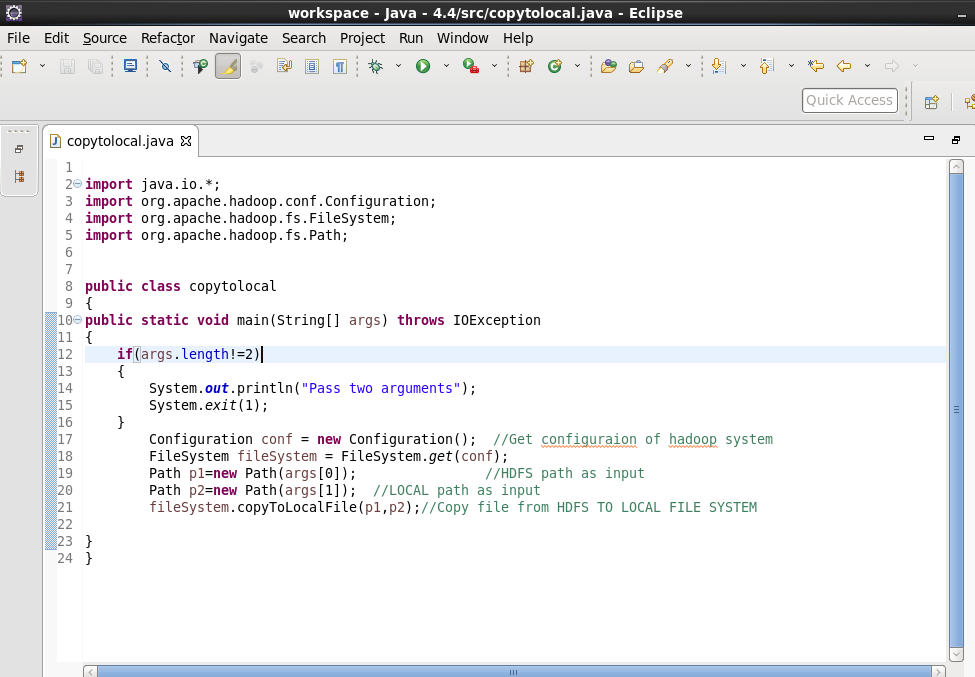 workspace - Java - 4.4/src/copytolocal.java - Eclipse
File Edit Source Refactor Navigate Search Project Run Window Help
Quick Access
copytolocal.java
1
2 import java.io.*;
3 import org.apache.hadoop.conf.Configuration;
4 import org.apache.hadoop.fs.FileSystem;
5 import org.apache.hadoop.fs.Path;
6
7
8 public class copytolocal
9 {
10 public static void main(String[] args) throws IOException
11 {
12     if(args.length!=2)
13     {
14         System.out.println("Pass two arguments");
15         System.exit(1);
16     }
17         Configuration conf = new Configuration();  //Get configuraion of hadoop system
18         FileSystem fileSystem = FileSystem.get(conf);
19         Path p1=new Path(args[0]);                //HDFS path as input
20         Path p2=new Path(args[1]);  //LOCAL path as input
21         fileSystem.copyToLocalFile(p1,p2);//Copy file from HDFS TO LOCAL FILE SYSTEM
22
23 }
24 }